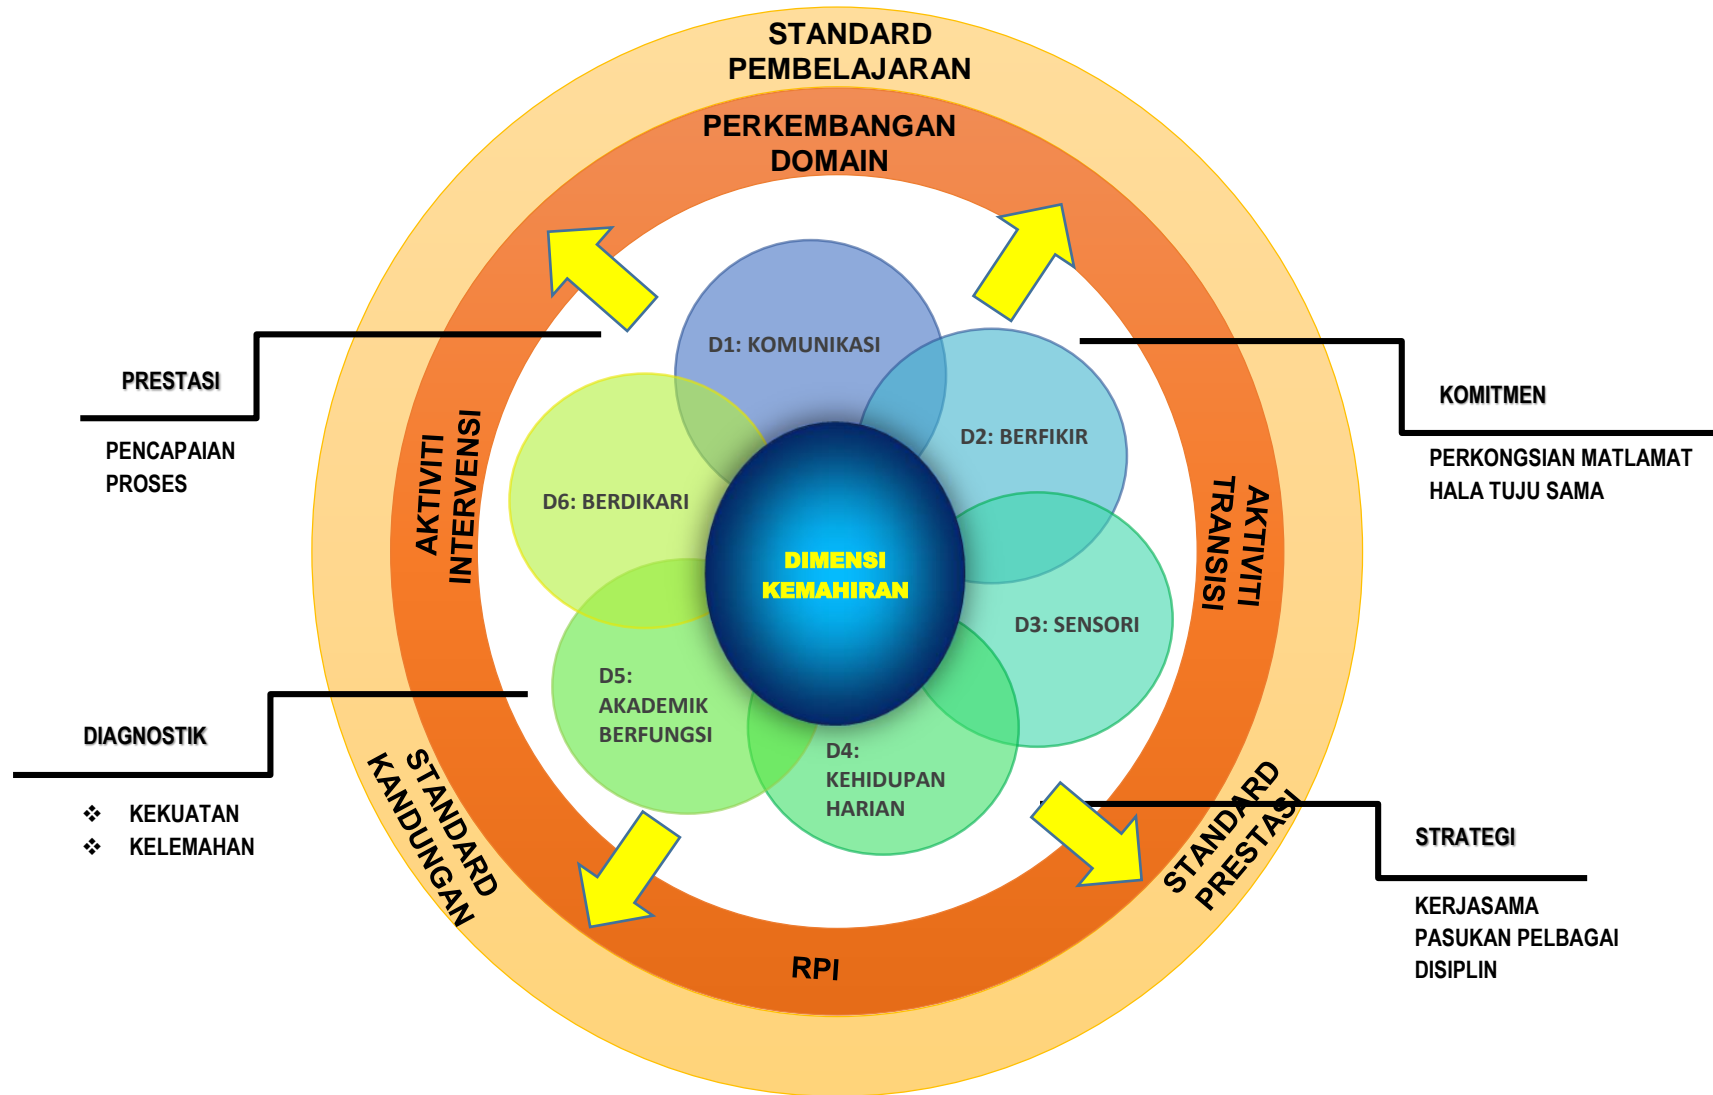 STANDARD
PEMBELAJARAN
PERKEMBANGAN
DOMAIN
D1: KOMUNIKASI
PRESTASI
PENCAPAIAN
PROSES
KOMITMEN
PERKONGSIAN MATLAMAT
HALA TUJU SAMA
AKTIVITI
INTERVENSI
D2: BERFIKIR
D6: BERDIKARI
AKTIVITI
TRANSISI
DIMENSI
KEMAHIRAN
D3: SENSORI
D5:
AKADEMIK
BERFUNGSI
D4:
KEHIDUPAN
HARIAN
DIAGNOSTIK
❖ KEKUATAN
❖ KELEMAHAN
STANDARD
KANDUNGAN
STANDARD
PRESTASI
STRATEGI
KERJASAMA
PASUKAN PELBAGAI
DISIPLIN
RPI